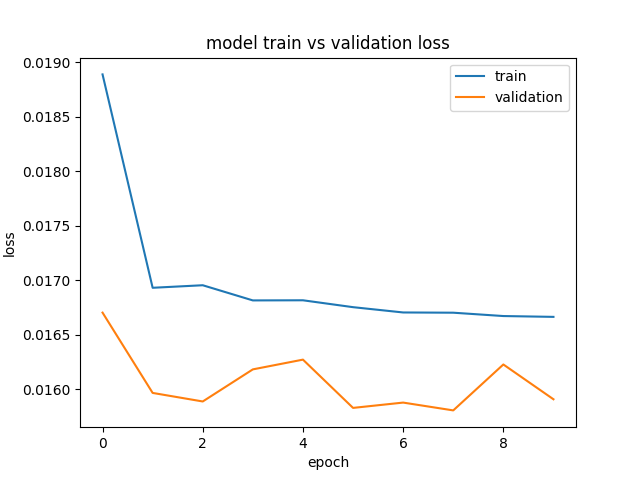 model train vs validation loss
train
validation
0.0190
0.0185
0.0180
0.0175
0.0170
0.0165
0.0160
loss
0 2 4 6 8
epoch